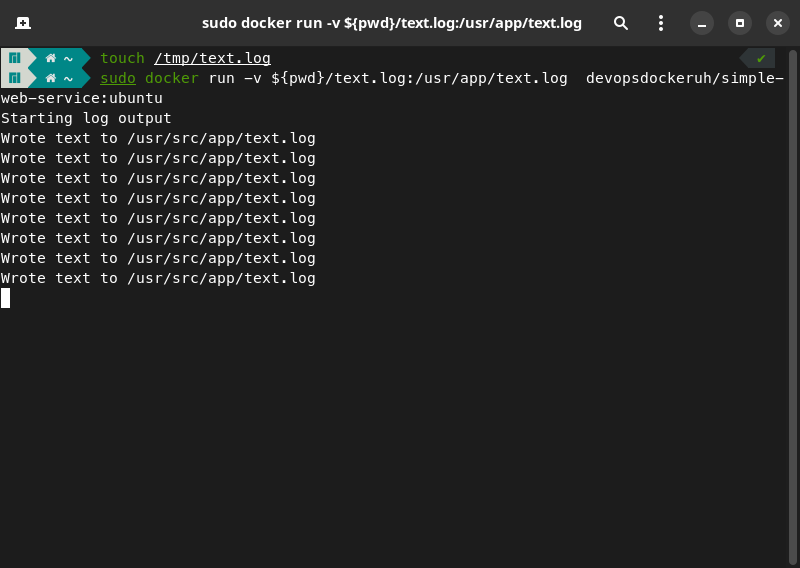 sudo docker run -v ${pwd}/text.log:/usr/app/text.log
~ touch /tmp/text.log ✔
~ sudo docker run -v ${pwd}/text.log:/usr/app/text.log  devopsdockeruh/simple-
web-service:ubuntu
Starting log output
Wrote text to /usr/src/app/text.log
Wrote text to /usr/src/app/text.log
Wrote text to /usr/src/app/text.log
Wrote text to /usr/src/app/text.log
Wrote text to /usr/src/app/text.log
Wrote text to /usr/src/app/text.log
Wrote text to /usr/src/app/text.log
Wrote text to /usr/src/app/text.log